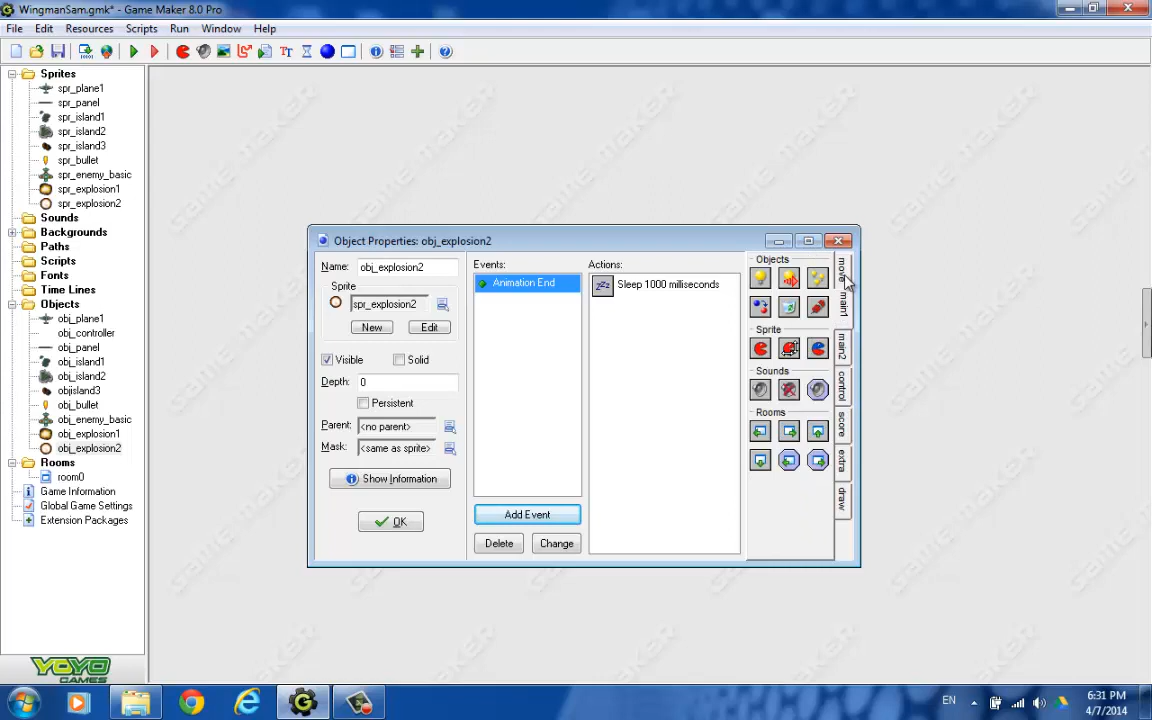 WingmanSam.gmk* - Game Maker 8.0 Pro
File Edit Resources Scripts Run Window Help
Sprites
spr_plane1
spr_panel
spr_island1
spr_island2
spr_island3
spr_bullet
spr_enemy_basic
spr_explosion1
spr_explosion2
Sounds
Backgrounds
Paths
Scripts
Fonts
Time Lines
Objects
obj_plane1
obj_controller
obj_panel
obj_island1
obj_island2
objisland3
obj_bullet
obj_enemy_basic
obj_explosion1
obj_explosion2
Rooms
room0
Game Information
Global Game Settings
Extension Packages
YOYO
GAMES
Object Properties: obj_explosion2
Name: obj_explosion2
Sprite
spr_explosion2
New Edit
Visible Solid
Depth: 0
Persistent
Parent: <no parent>
Mask: <same as sprite>
Show Information
OK
Events:
Animation End
Add Event
Delete Change
Actions:
Sleep 1000 milliseconds
Objects
Sprite
Sounds
Rooms
move
main1
main2
control
score
extra
draw
EN
6:31 PM
4/7/2014